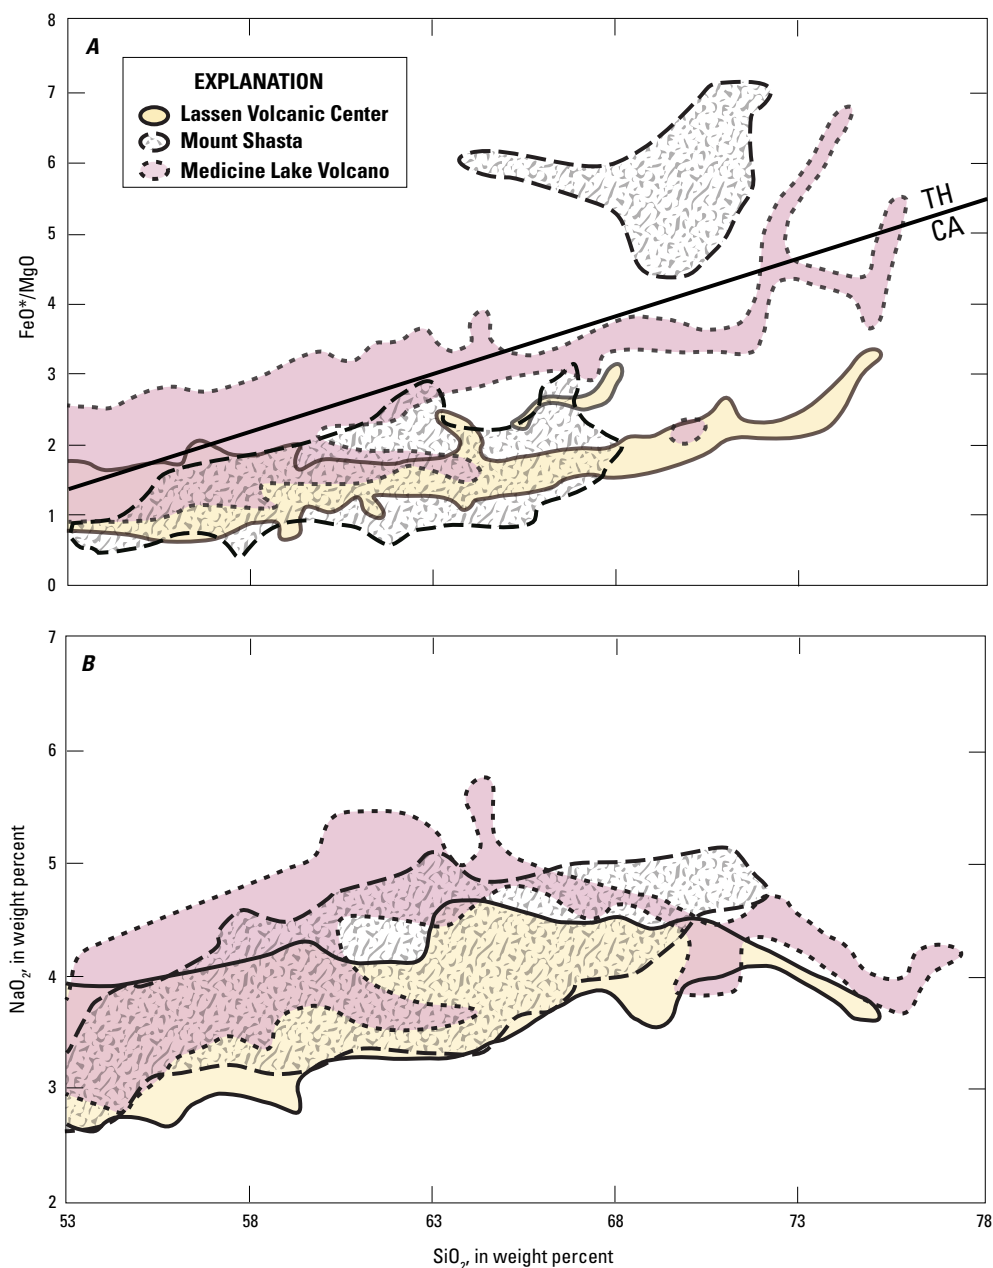 8
A
EXPLANATION
Lassen Volcanic Center
Mount Shasta
Medicine Lake Volcano
7
6
5
4
3
2
1
0
FeO*/MgO
TH
CA
7
B
6
5
4
3
2
NaO₂, in weight percent
53 58 63 68 73 78
SiO₂, in weight percent